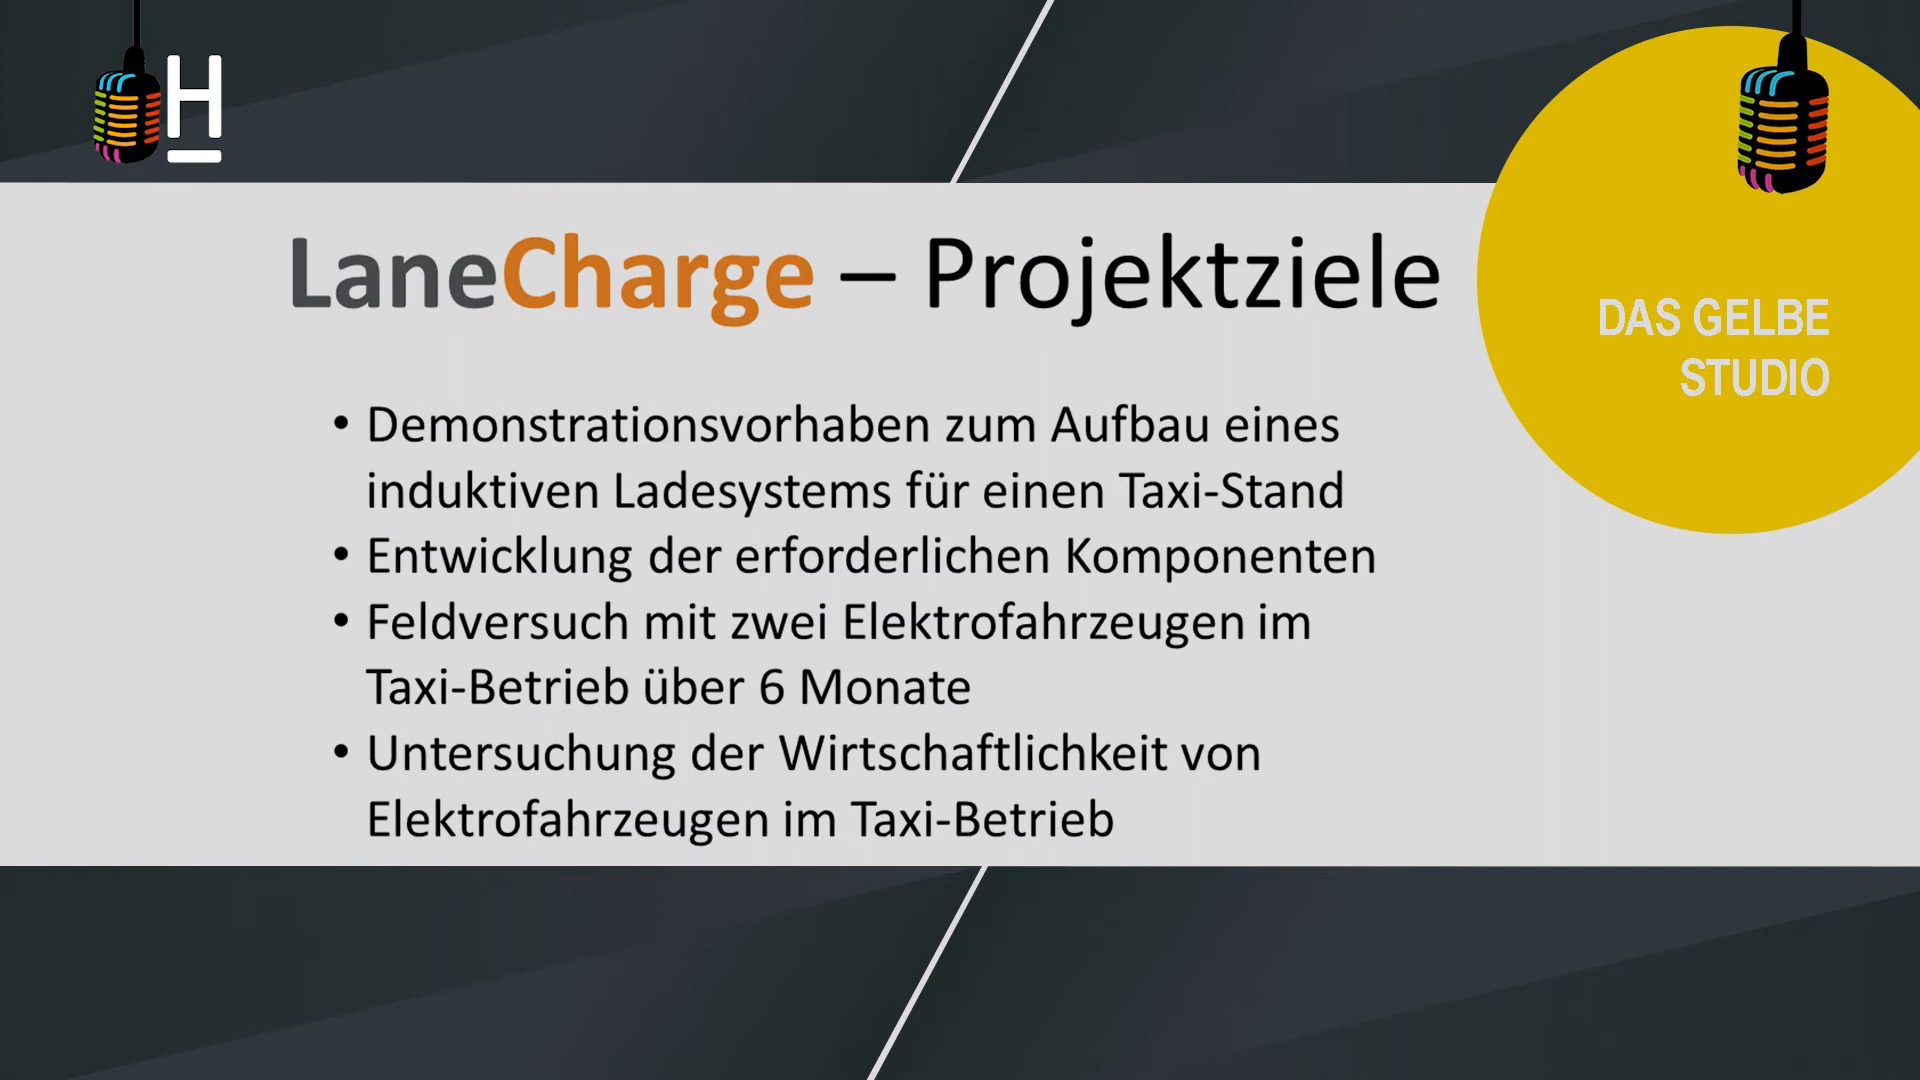 H
LaneCharge – Projektziele
DAS GELBE
STUDIO
• Demonstrationsvorhaben zum Aufbau eines
induktiven Ladesystems für einen Taxi-Stand
• Entwicklung der erforderlichen Komponenten
• Feldversuch mit zwei Elektrofahrzeugen im
Taxi-Betrieb über 6 Monate
• Untersuchung der Wirtschaftlichkeit von
Elektrofahrzeugen im Taxi-Betrieb